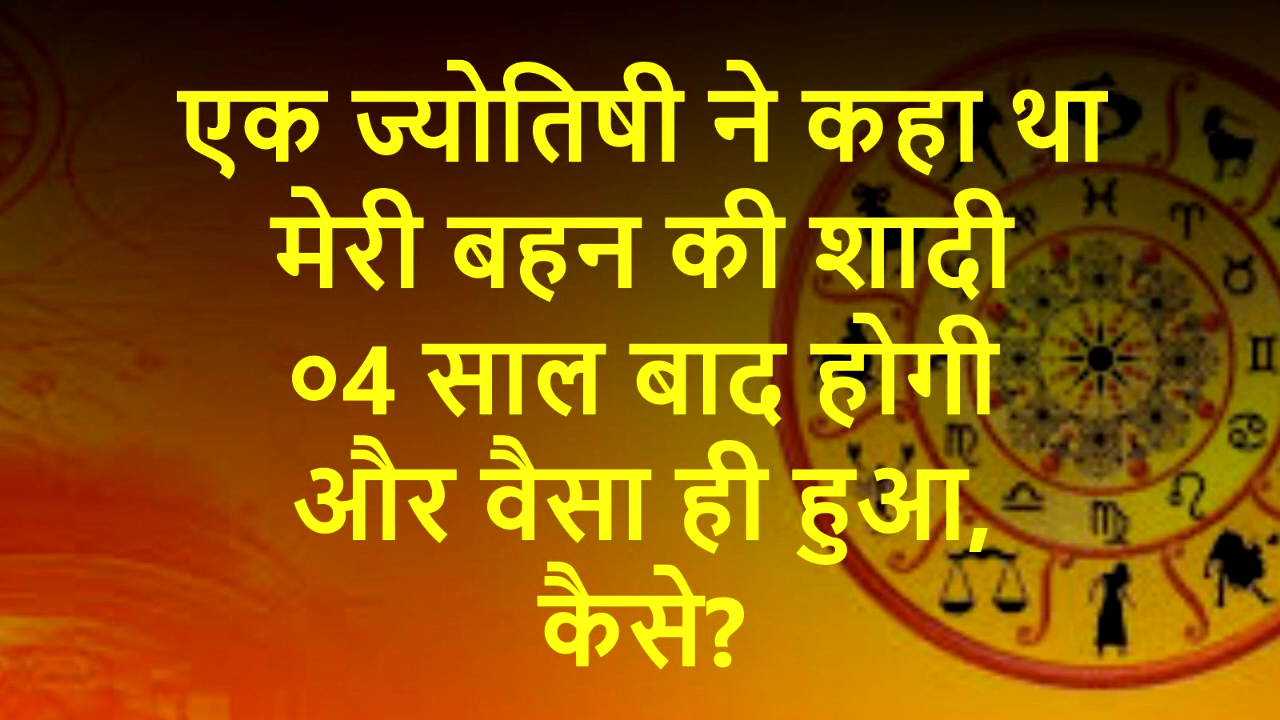 एक ज्योतिषी ने कहा था
मेरी बहन की शादी
०4 साल बाद होगी
और वैसा ही हुआ,
कैसे?